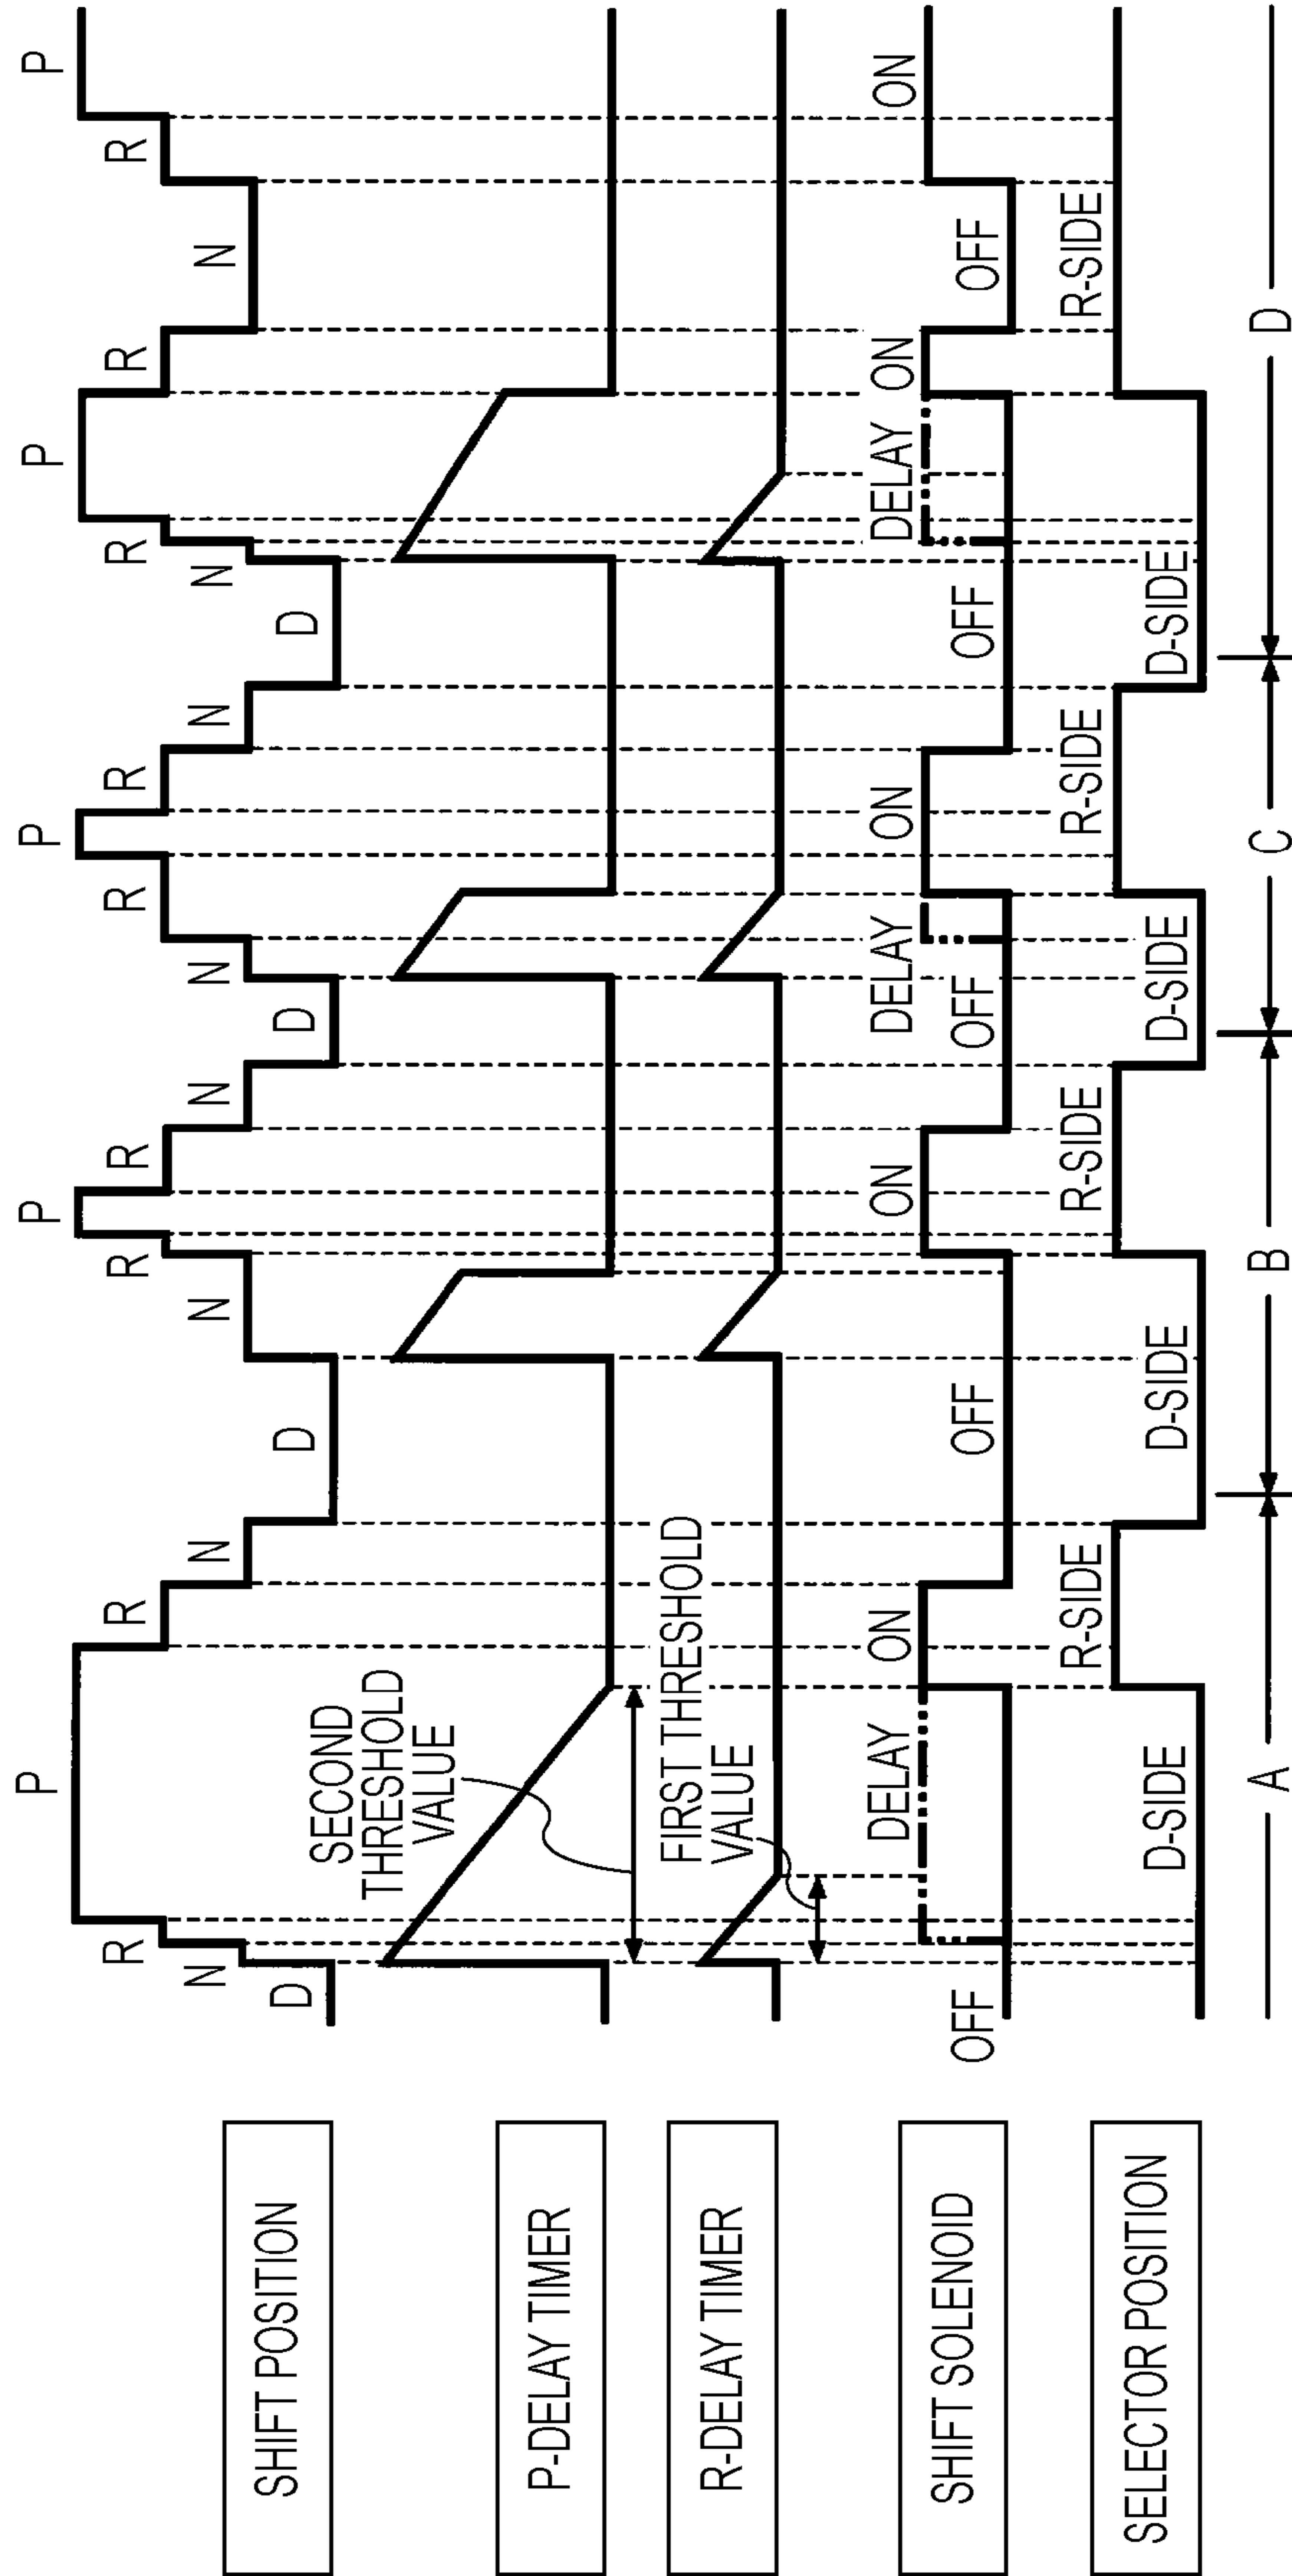 P P P P P
R R R R R R R R R
N N N N N N N N
SHIFT POSITION
D D D D
SECOND
THRESHOLD
VALUE
P-DELAY TIMER
FIRST THRESHOLD
VALUE
R-DELAY TIMER
DELAY ON ON DELAY ON DELAY ON ON
SHIFT SOLENOID
OFF OFF OFF OFF OFF
R-SIDE R-SIDE R-SIDE R-SIDE
SELECTOR POSITION
D-SIDE D-SIDE D-SIDE D-SIDE
A B C D